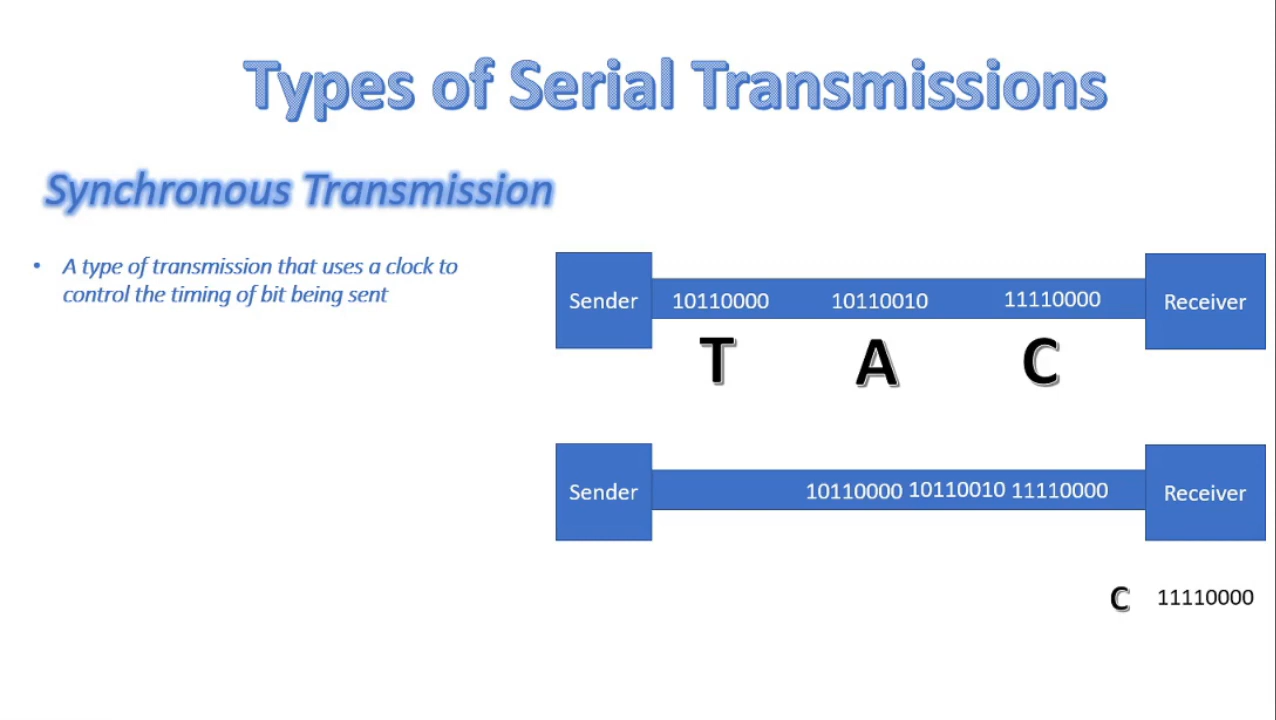 Types of Serial Transmissions
Synchronous Transmission
• A type of transmission that uses a clock to
control the timing of bit being sent
Sender 10110000 10110010 11110000 Receiver
T A C
Sender 10110000 10110010 11110000 Receiver
C 11110000